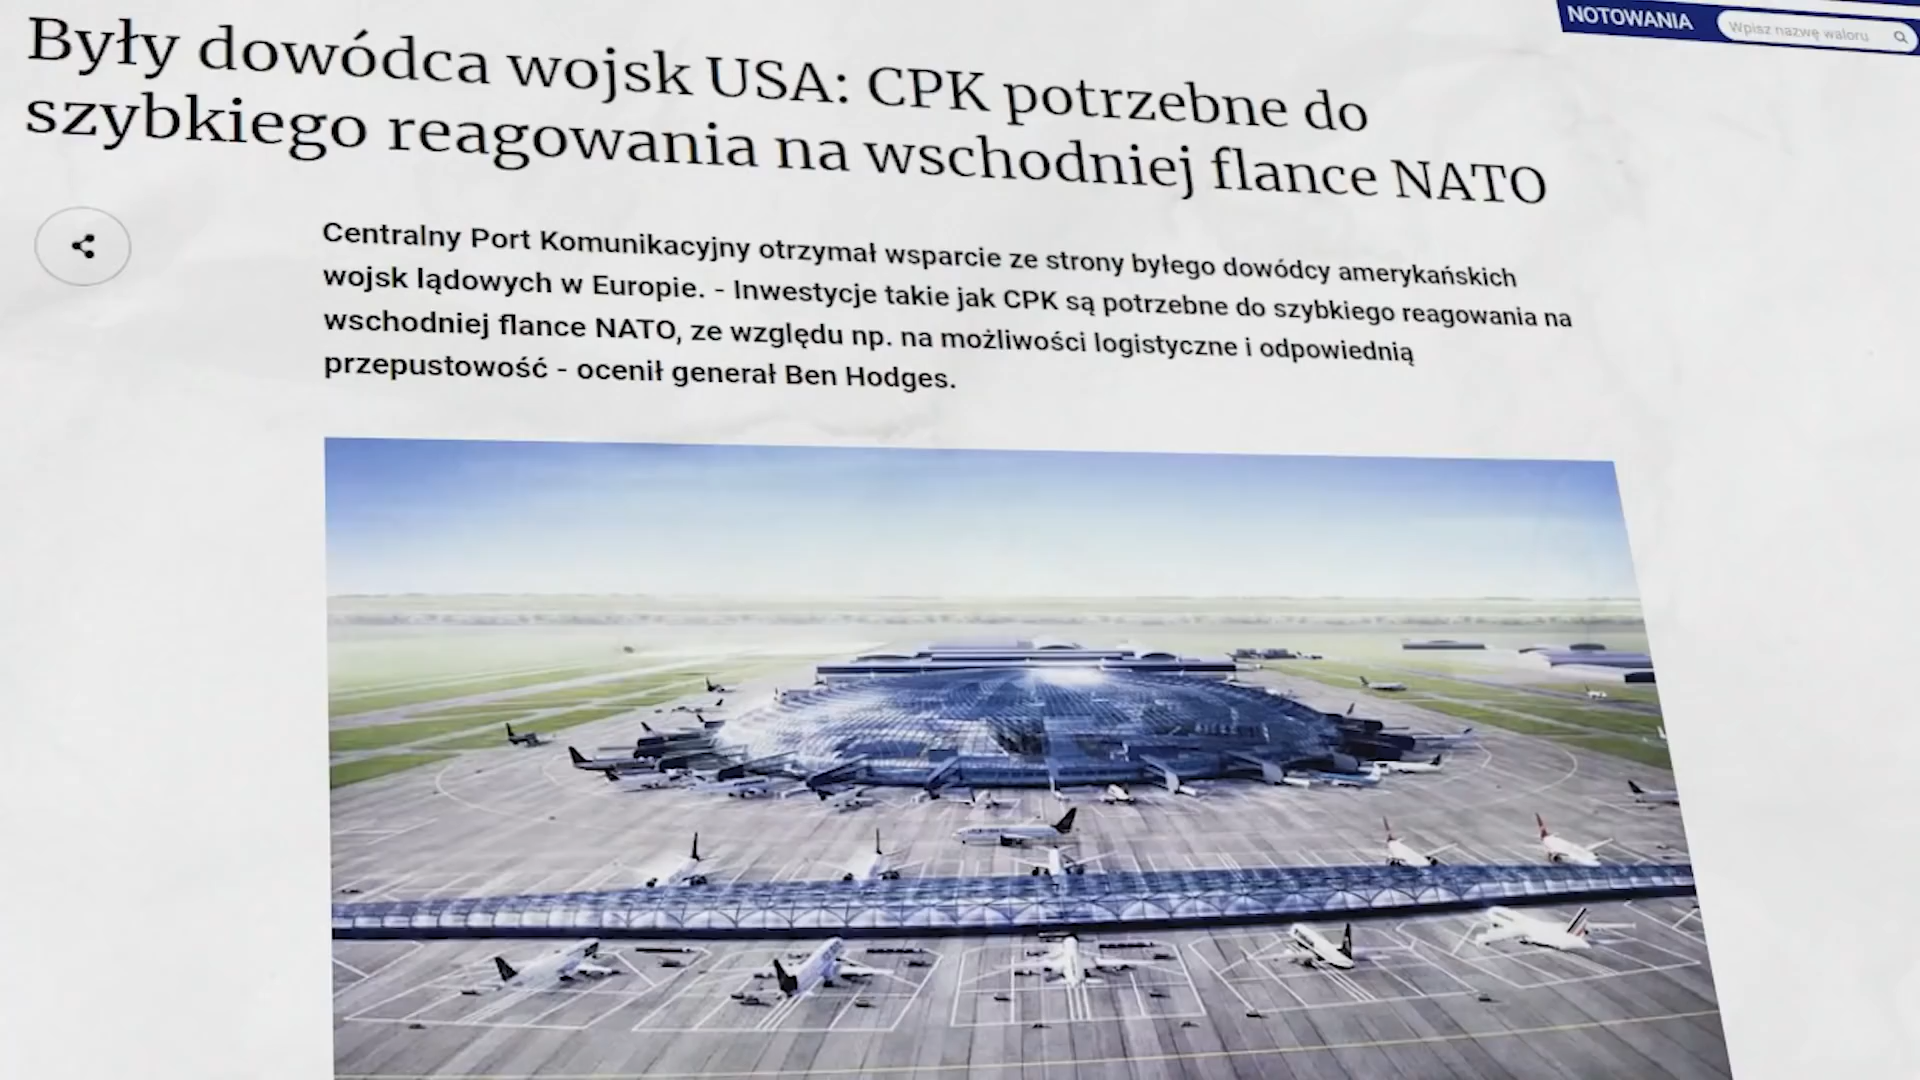 NOTOWANIA
Wpisz nazwę waloru
Były dowódca wojsk USA: CPK potrzebne do
szybkiego reagowania na wschodniej flance NATO
Centralny Port Komunikacyjny otrzymał wsparcie ze strony byłego dowódcy amerykańskich
wojsk lądowych w Europie. - Inwestycje takie jak CPK są potrzebne do szybkiego reagowania na
wschodniej flance NATO, ze względu np. na możliwości logistyczne i odpowiednią
przepustowość - ocenił generał Ben Hodges.